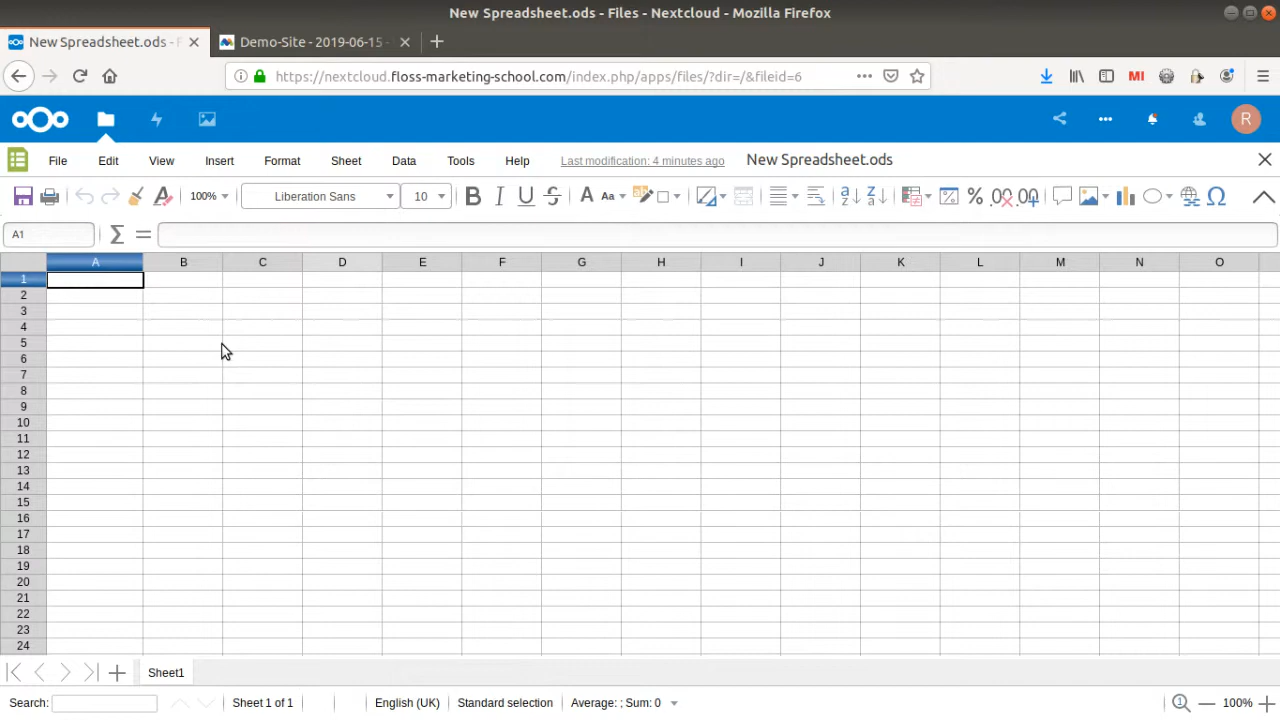 New Spreadsheet.ods - Files - Nextcloud - Mozilla Firefox
New Spreadsheet.ods - F
Demo-Site - 2019-06-15 -
https://nextcloud.floss-marketing-school.com/index.php/apps/files/?dir=/&fileid=6
MI
R
File Edit View Insert Format Sheet Data Tools Help Last modification: 4 minutes ago New Spreadsheet.ods
100% Liberation Sans 10
A1
A B C D E F G H I J K L M N O
1
2
3
4
5
6
7
8
9
10
11
12
13
14
15
16
17
18
19
20
21
22
23
24
Sheet1
Search: Sheet 1 of 1 English (UK) Standard selection Average: ; Sum: 0 100%